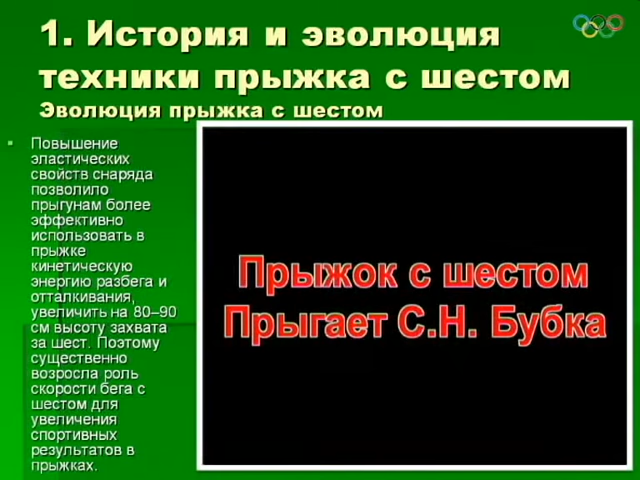 1. История и эволюция
техники прыжка с шестом
Эволюция прыжка с шестом
Повышение
эластических
свойств снаряда
позволило
прыгунам более
эффективно
использовать в
прыжке
кинетическую
энергию разбега и
отталкивания,
увеличить на 80–90
см высоту захвата
за шест. Поэтому
существенно
возросла роль
скорости бега с
шестом для
увеличения
спортивных
результатов в
прыжках.
Прыжок с шестом
Прыгает С.Н. Бубка